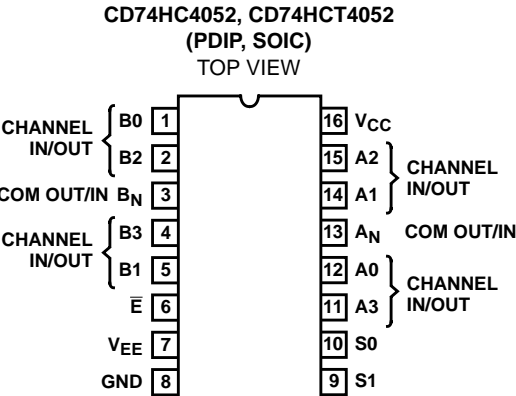 CD74HC4052, CD74HCT4052
(PDIP, SOIC)
TOP VIEW
CHANNEL IN/OUT
B0 1
B2 2
COM OUT/IN BN 3
CHANNEL IN/OUT
B3 4
B1 5
E̅ 6
VEE 7
GND 8
16 VCC
15 A2
14 A1
CHANNEL IN/OUT
13 AN COM OUT/IN
12 A0
11 A3
CHANNEL IN/OUT
10 S0
9 S1